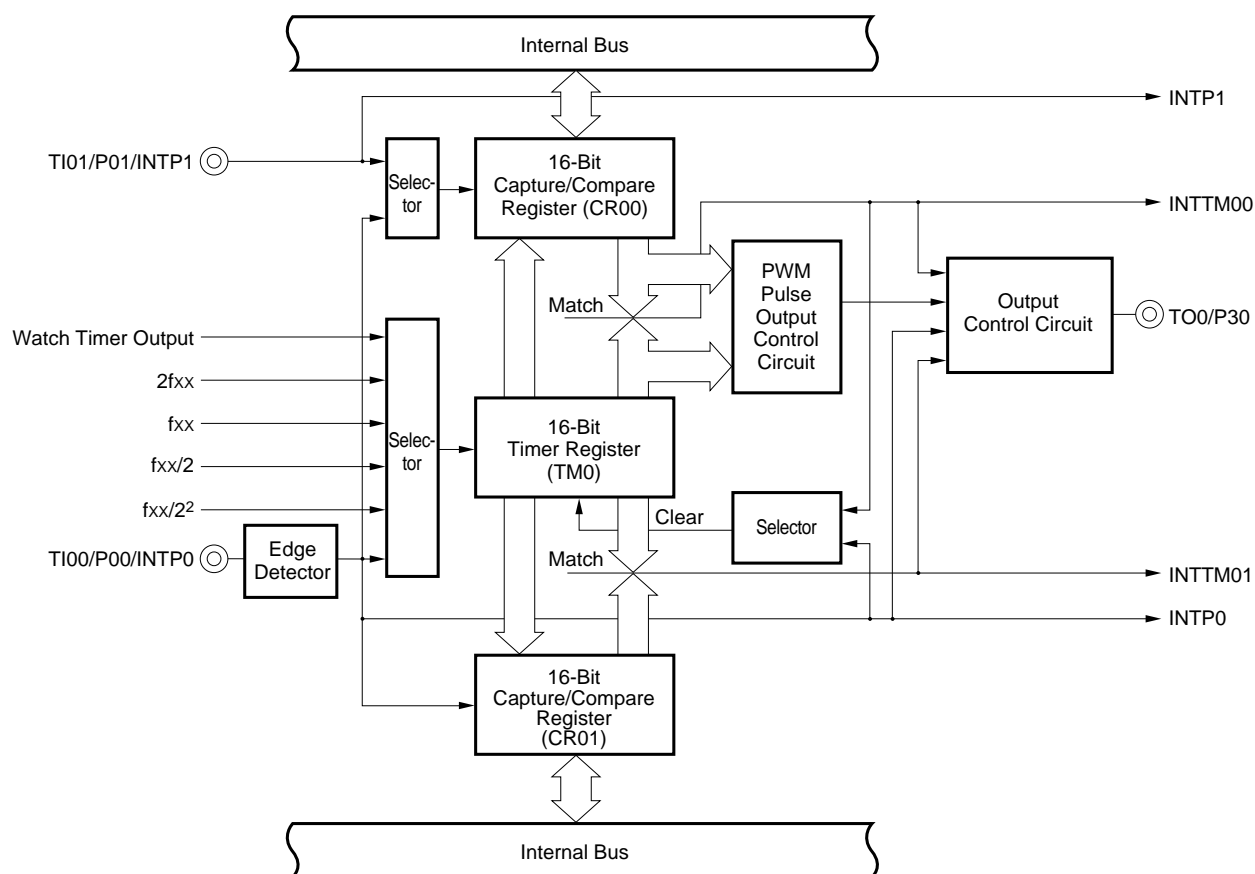 Internal Bus
INTP1
TI01/P01/INTP1
Selec-
tor
16-Bit
Capture/Compare
Register (CR00)
INTTM00
PWM
Pulse
Output
Control
Circuit
Match
Output
Control Circuit
TO0/P30
Watch Timer Output
2fxx
fxx
fxx/2
fxx/2²
Selec-
tor
16-Bit
Timer Register
(TM0)
Clear
Selector
TI00/P00/INTP0
Edge
Detector
Match
INTTM01
INTP0
16-Bit
Capture/Compare
Register
(CR01)
Internal Bus